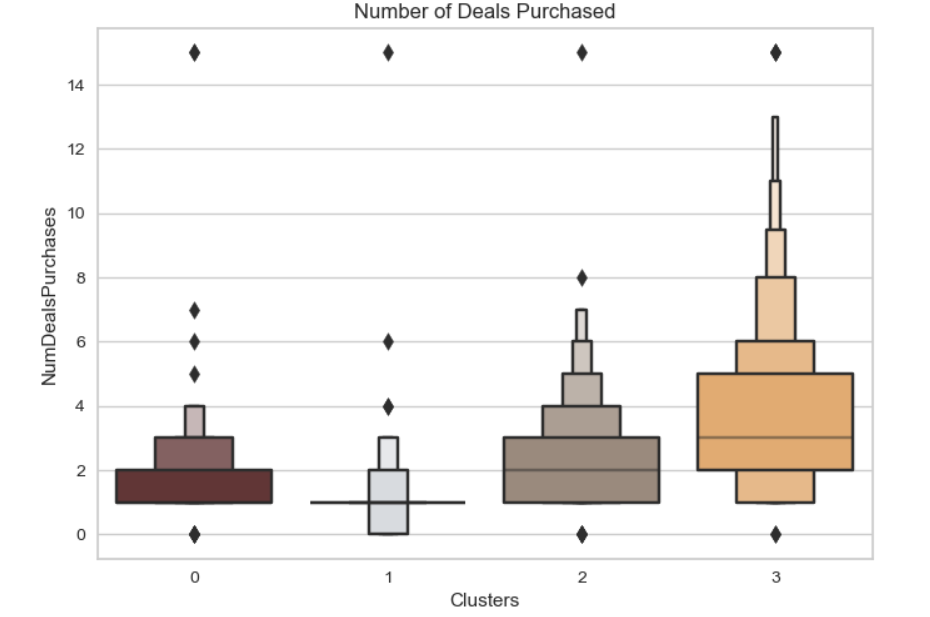 Number of Deals Purchased
14
12
10
8
6
4
2
0
NumDealsPurchases
0 1 2 3
Clusters